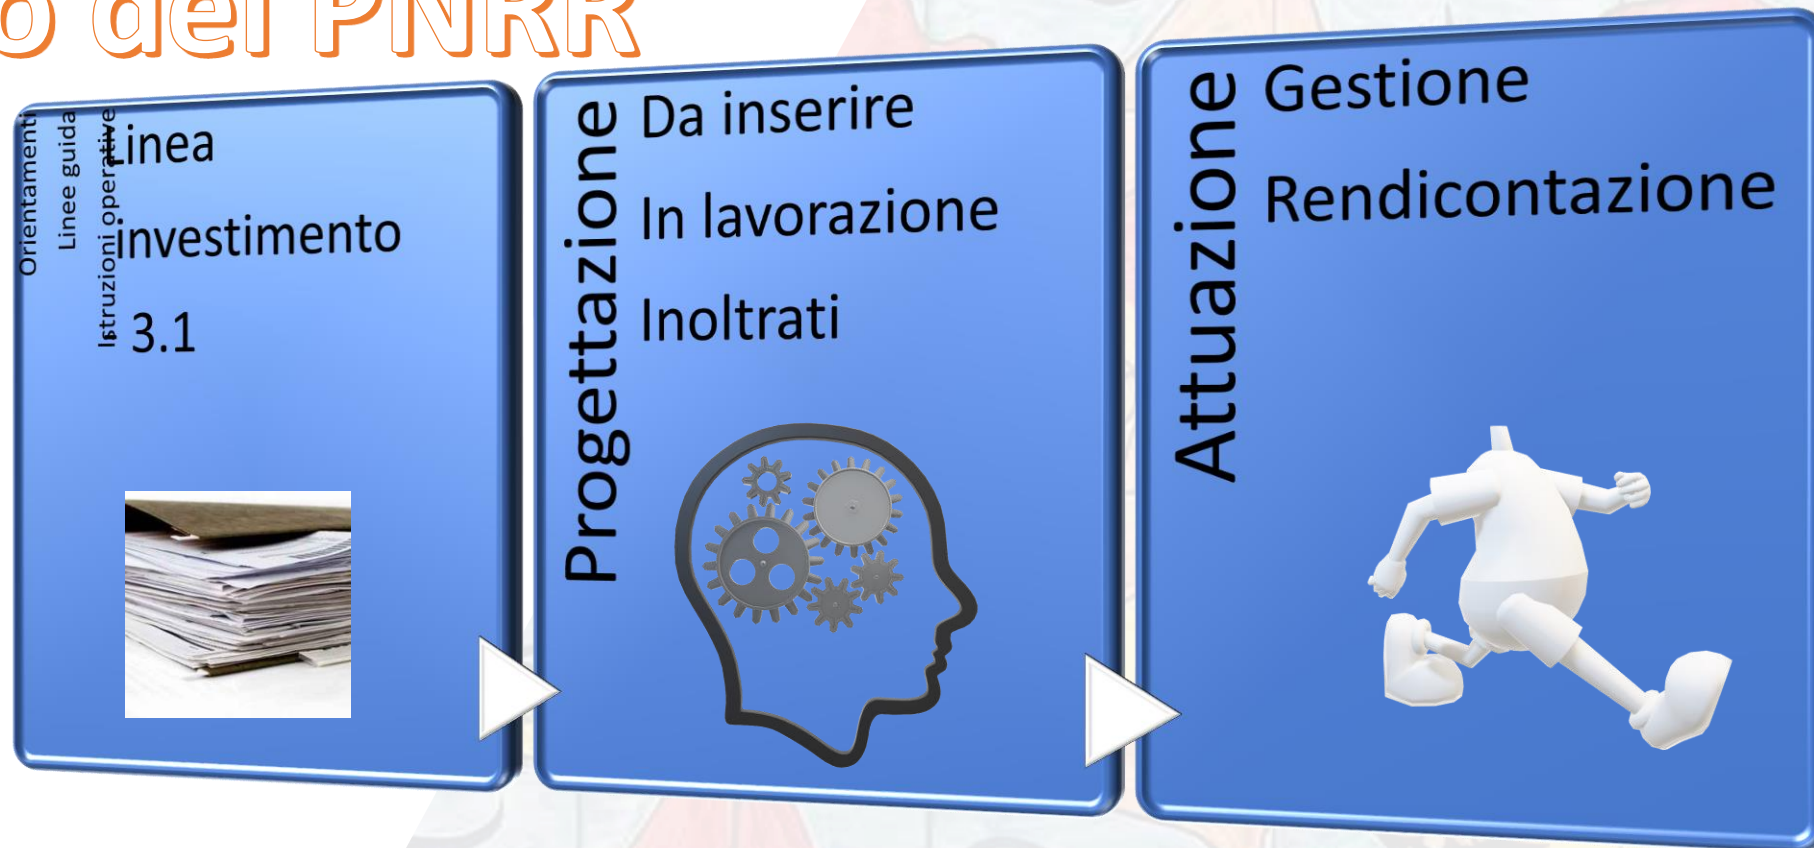 o del PNRR
Orientamenti
Linee guida
Istruzioni operative
Linea
investimento
3.1
Progettazione
Da inserire
In lavorazione
Inoltrati
Attuazione
Gestione
Rendicontazione